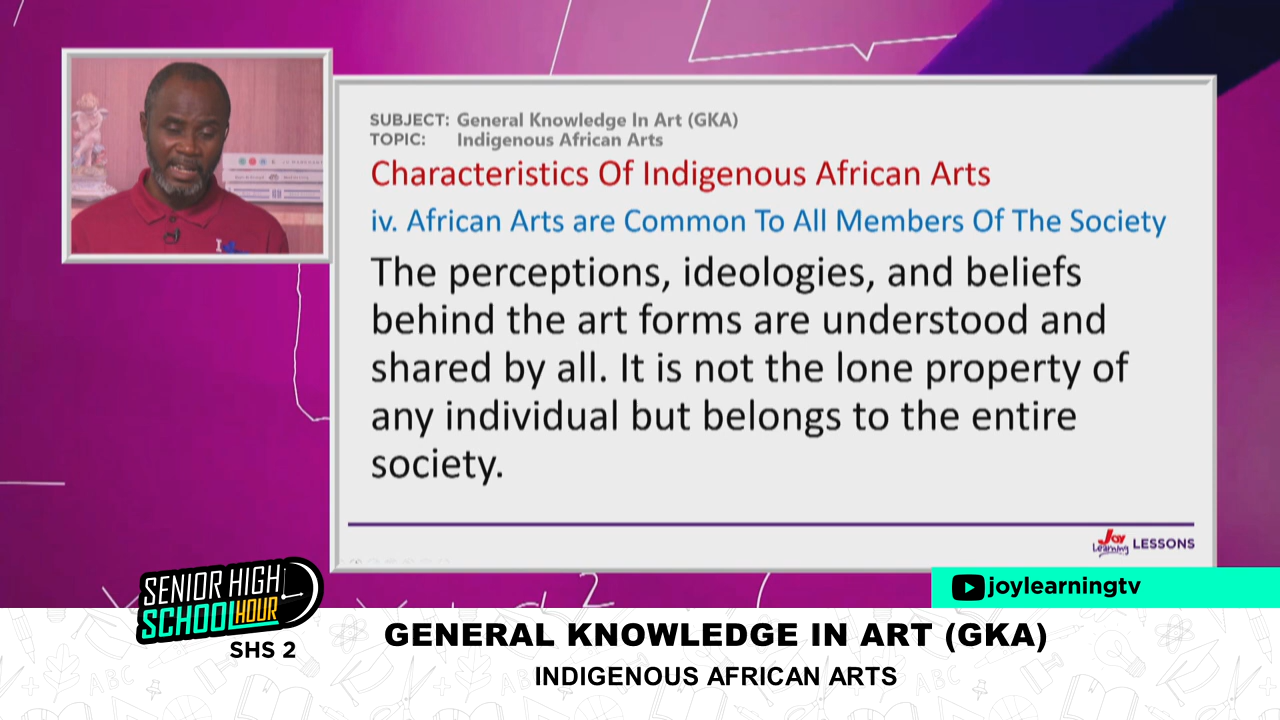 SUBJECT: General Knowledge In Art (GKA)
TOPIC: Indigenous African Arts
Characteristics Of Indigenous African Arts
iv. African Arts are Common To All Members Of The Society
The perceptions, ideologies, and beliefs
behind the art forms are understood and
shared by all. It is not the lone property of
any individual but belongs to the entire
society.
Joy Learning LESSONS
joylearningtv
SENIOR HIGH
SCHOOL HOUR
SHS 2
GENERAL KNOWLEDGE IN ART (GKA)
INDIGENOUS AFRICAN ARTS